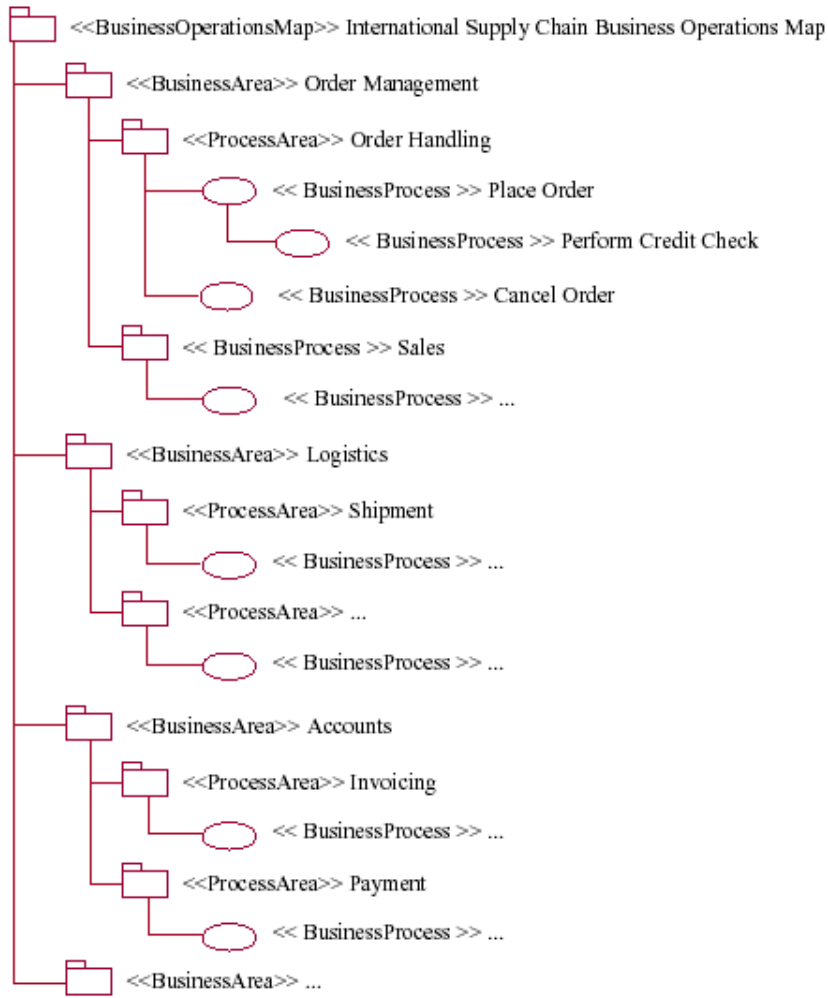 <<BusinessOperationsMap>> International Supply Chain Business Operations Map
<<BusinessArea>> Order Management
<<ProcessArea>> Order Handling
<< BusinessProcess >> Place Order
<< BusinessProcess >> Perform Credit Check
<< BusinessProcess >> Cancel Order
<< BusinessProcess >> Sales
<< BusinessProcess >> ...
<<BusinessArea>> Logistics
<<ProcessArea>> Shipment
<< BusinessProcess >> ...
<<ProcessArea>> ...
<< BusinessProcess >> ...
<<BusinessArea>> Accounts
<<ProcessArea>> Invoicing
<< BusinessProcess >> ...
<<ProcessArea>> Payment
<< BusinessProcess >> ...
<<BusinessArea>> ...